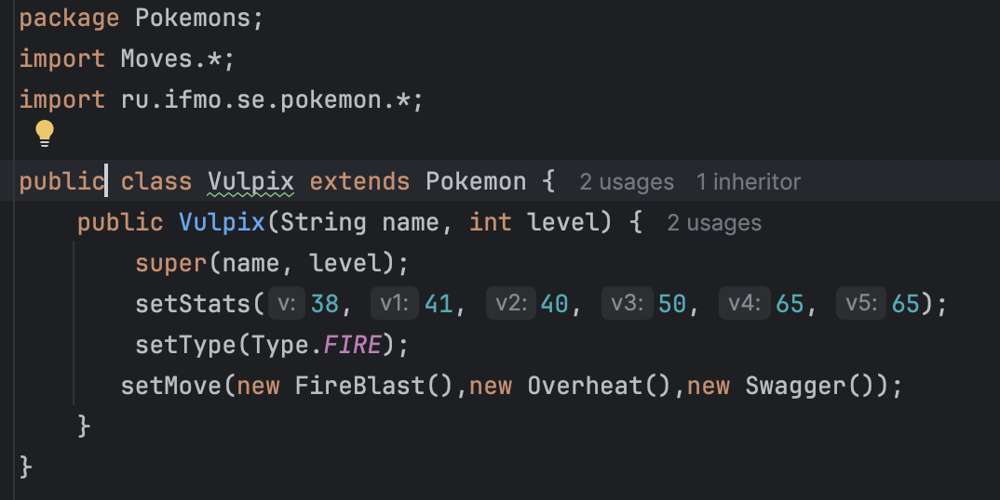 package Pokemons;
import Moves.*;
import ru.ifmo.se.pokemon.*;
public class Vulpix extends Pokemon { 2 usages 1 inheritor
public Vulpix(String name, int level) { 2 usages
super(name, level);
setStats( v: 38, v1: 41, v2: 40, v3: 50, v4: 65, v5: 65);
setType(Type.FIRE);
setMove(new FireBlast(),new Overheat(),new Swagger());
}
}